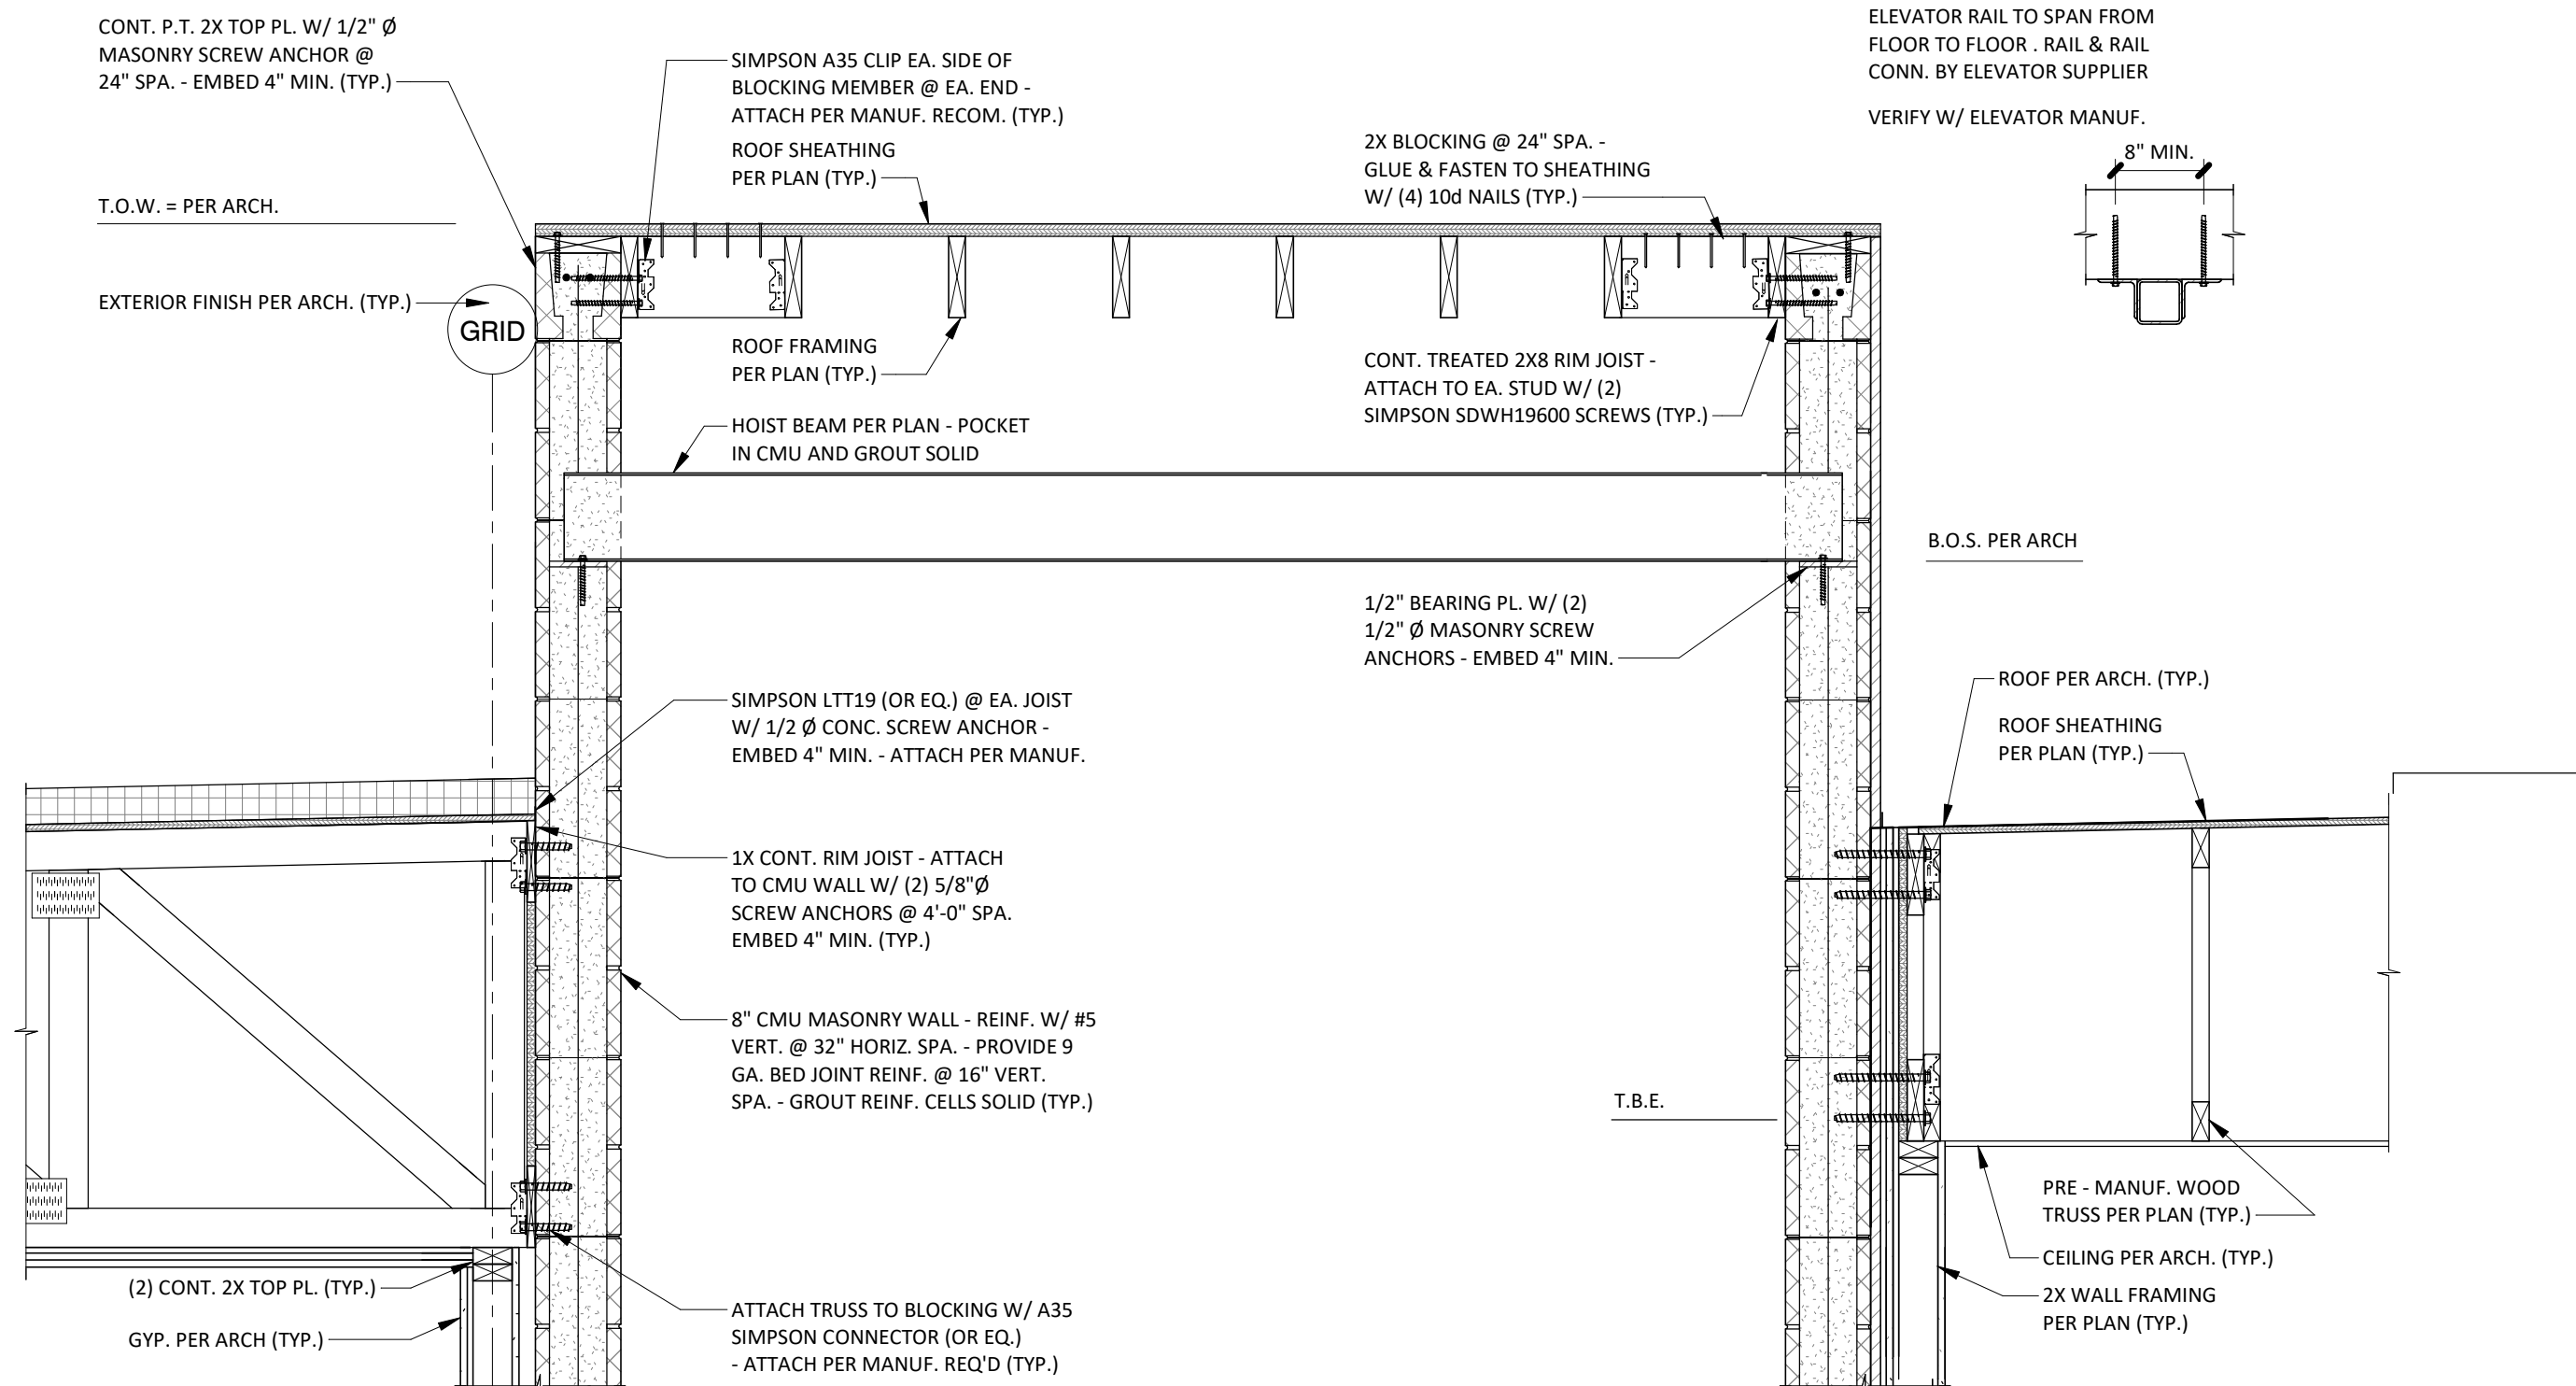 CONT. P.T. 2X TOP PL. W/ 1/2" Ø
MASONRY SCREW ANCHOR @
24" SPA. - EMBED 4" MIN. (TYP.)
T.O.W. = PER ARCH.
EXTERIOR FINISH PER ARCH. (TYP.)
GRID
SIMPSON A35 CLIP EA. SIDE OF
BLOCKING MEMBER @ EA. END -
ATTACH PER MANUF. RECOM. (TYP.)
ROOF SHEATHING
PER PLAN (TYP.)
ROOF FRAMING
PER PLAN (TYP.)
HOIST BEAM PER PLAN - POCKET
IN CMU AND GROUT SOLID
2X BLOCKING @ 24" SPA. -
GLUE & FASTEN TO SHEATHING
W/ (4) 10d NAILS (TYP.)
CONT. TREATED 2X8 RIM JOIST -
ATTACH TO EA. STUD W/ (2)
SIMPSON SDWH19600 SCREWS (TYP.)
ELEVATOR RAIL TO SPAN FROM
FLOOR TO FLOOR . RAIL & RAIL
CONN. BY ELEVATOR SUPPLIER
VERIFY W/ ELEVATOR MANUF.
8" MIN.
B.O.S. PER ARCH
1/2" BEARING PL. W/ (2)
1/2" Ø MASONRY SCREW
ANCHORS - EMBED 4" MIN.
SIMPSON LTT19 (OR EQ.) @ EA. JOIST
W/ 1/2 Ø CONC. SCREW ANCHOR -
EMBED 4" MIN. - ATTACH PER MANUF.
1X CONT. RIM JOIST - ATTACH
TO CMU WALL W/ (2) 5/8"Ø
SCREW ANCHORS @ 4'-0" SPA.
EMBED 4" MIN. (TYP.)
8" CMU MASONRY WALL - REINF. W/ #5
VERT. @ 32" HORIZ. SPA. - PROVIDE 9
GA. BED JOINT REINF. @ 16" VERT.
SPA. - GROUT REINF. CELLS SOLID (TYP.)
ROOF PER ARCH. (TYP.)
ROOF SHEATHING
PER PLAN (TYP.)
T.B.E.
PRE - MANUF. WOOD
TRUSS PER PLAN (TYP.)
CEILING PER ARCH. (TYP.)
2X WALL FRAMING
PER PLAN (TYP.)
(2) CONT. 2X TOP PL. (TYP.)
GYP. PER ARCH (TYP.)
ATTACH TRUSS TO BLOCKING W/ A35
SIMPSON CONNECTOR (OR EQ.)
- ATTACH PER MANUF. REQ'D (TYP.)